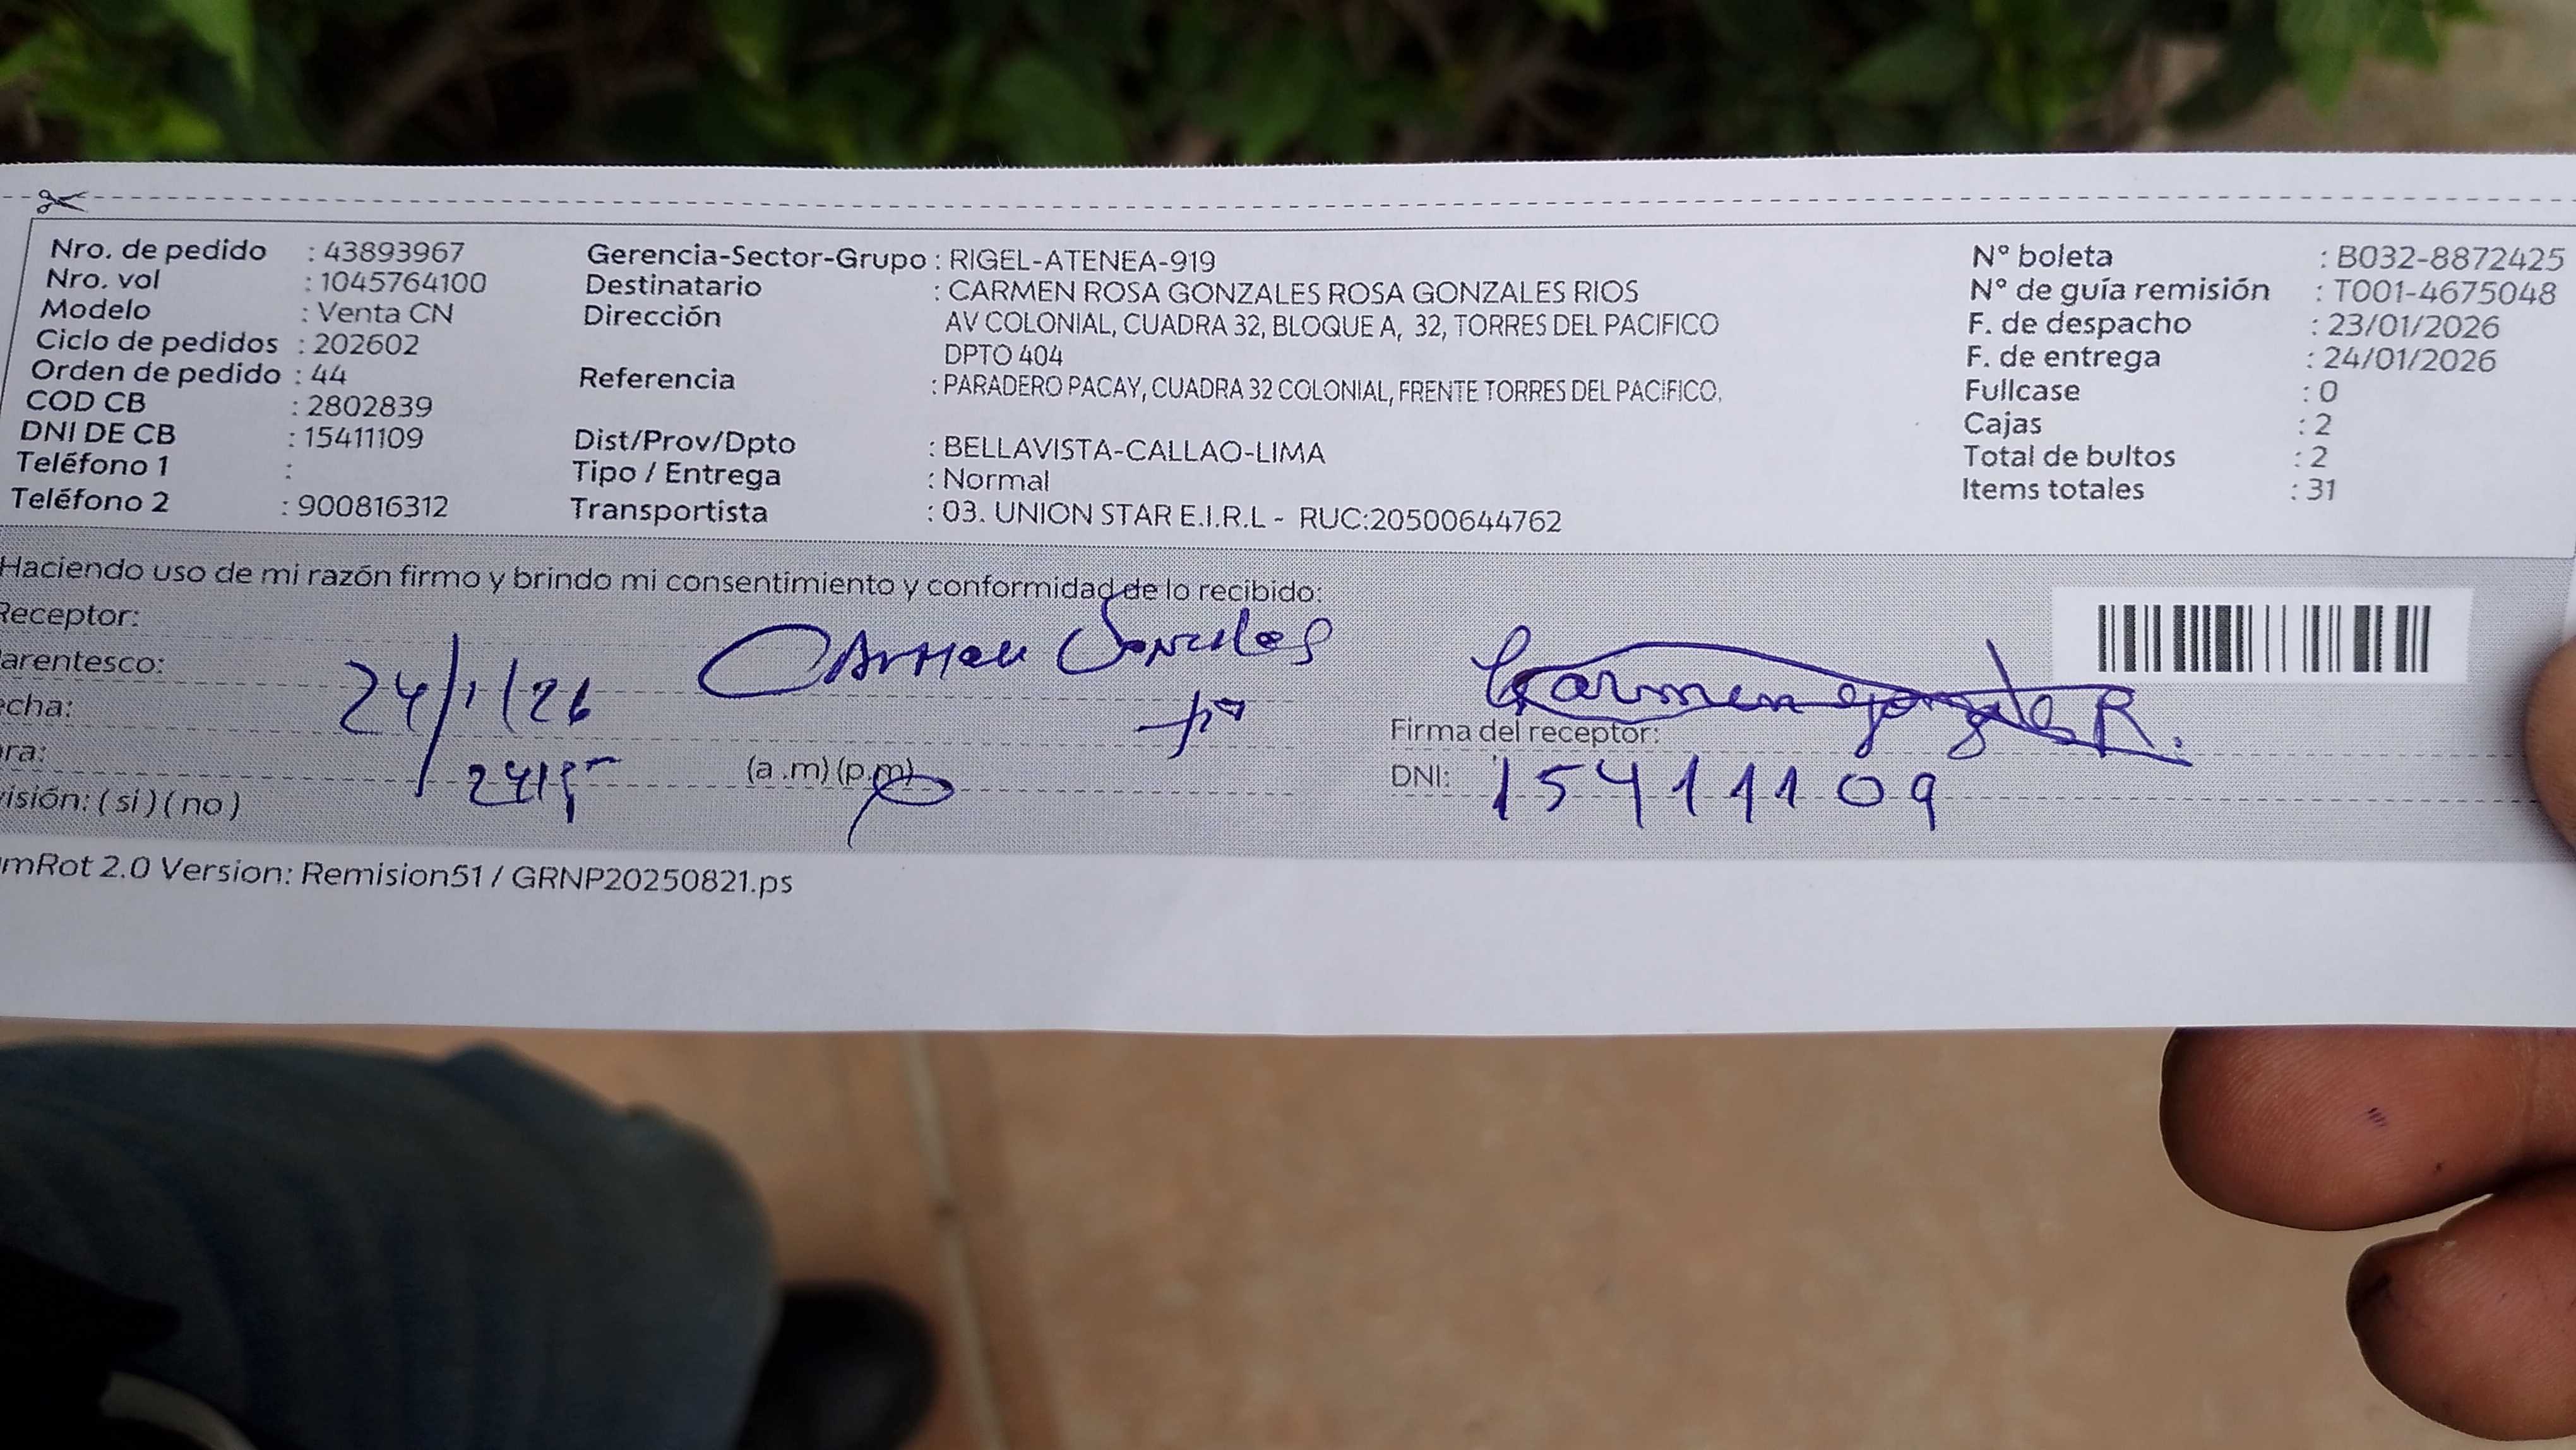 Nro. de pedido : 43893967
Nro. vol : 1045764100
Modelo : Venta CN
Ciclo de pedidos : 202602
Orden de pedido : 44
COD CB : 2802839
DNI DE CB : 15411109
Teléfono 1 :
Teléfono 2 : 900816312
Gerencia-Sector-Grupo : RIGEL-ATENEA-919
Destinatario : CARMEN ROSA GONZALES ROSA GONZALES RIOS
Dirección AV COLONIAL, CUADRA 32, BLOQUE A, 32, TORRES DEL PACIFICO
DPTO 404
Referencia : PARADERO PACAY, CUADRA 32 COLONIAL, FRENTE TORRES DEL PACIFICO,
Dist/Prov/Dpto : BELLAVISTA-CALLAO-LIMA
Tipo / Entrega : Normal
Transportista : 03. UNION STAR E.I.R.L - RUC:20500644762
Nº boleta : B032-8872425
Nº de guía remisión : T001-4675048
F. de despacho : 23/01/2026
F. de entrega : 24/01/2026
Fullcase : 0
Cajas : 2
Total de bultos : 2
Items totales : 31
Haciendo uso de mi razón firmo y brindo mi consentimiento y conformidad de lo recibido:
Receptor: Carmen Gonzales
arentesco:
echa: 24/1/26
ora: (a .m) (p.m)
isión: ( si ) ( no )
Carmen gonzales R.
Firma del receptor:
DNI: 15411109
mRot 2.0 Version: Remision51 / GRNP20250821.ps